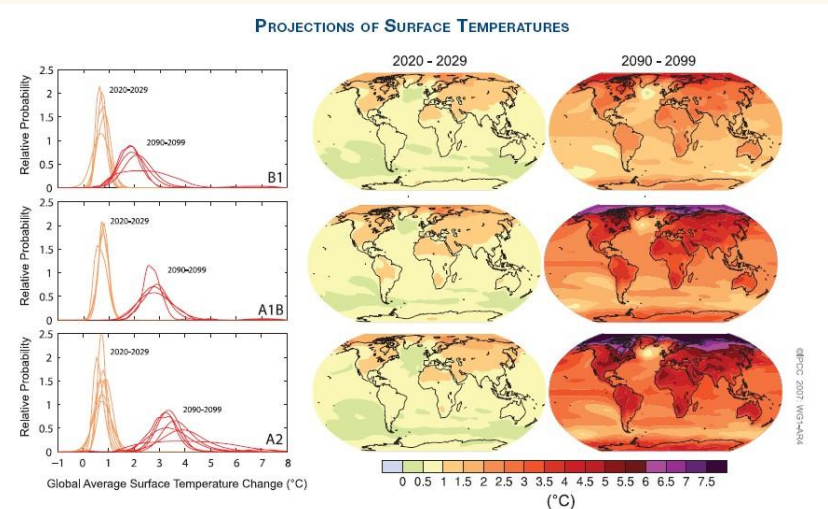 PROJECTIONS OF SURFACE TEMPERATURES
2020 - 2029
2090 - 2099
2.5
2
1.5
1
0.5
0
Relative Probability
2020-2029
2090-2099
B1
2.5
2
1.5
1
0.5
0
Relative Probability
2020-2029
2090-2099
A1B
2.5
2
1.5
1
0.5
0
Relative Probability
2020-2029
2090-2099
A2
-1 0 1 2 3 4 5 6 7 8
Global Average Surface Temperature Change (°C)
0 0.5 1 1.5 2 2.5 3 3.5 4 4.5 5 5.5 6 6.5 7 7.5
(°C)
©IPCC 2007: WG1-AR4